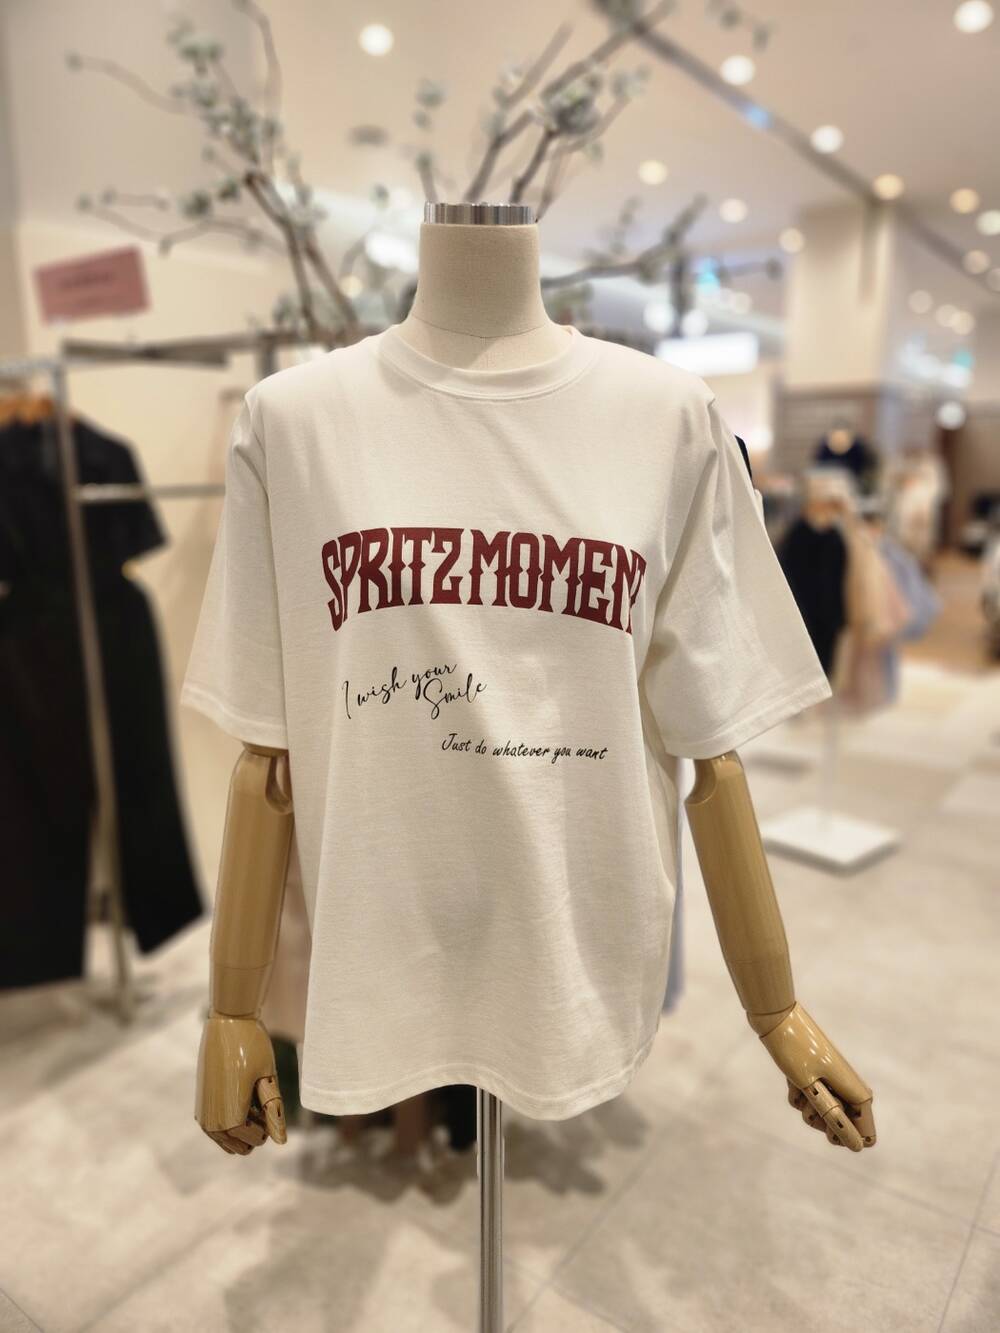 SPRITZ MOMENT
I wish your
Smile
Just do whatever you want